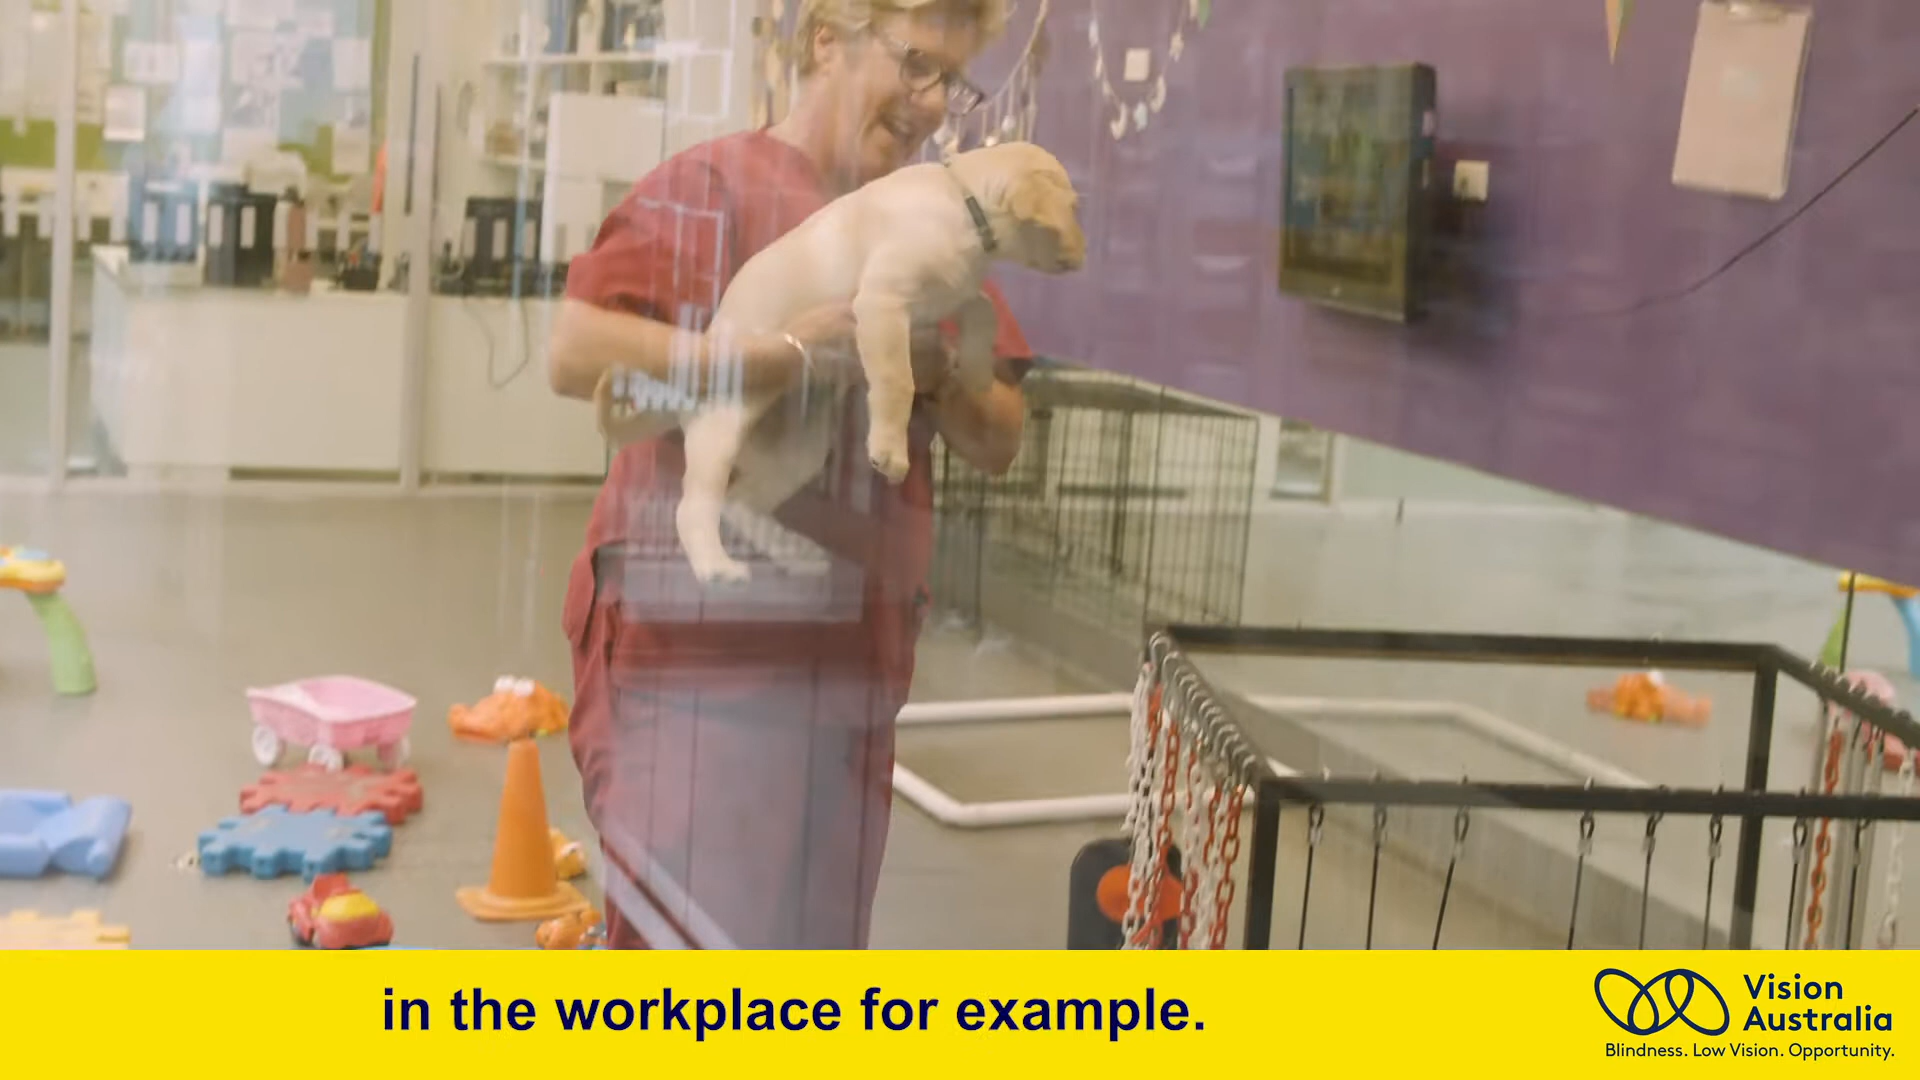 in the workplace for example.
Vision
Australia
Blindness. Low Vision. Opportunity.